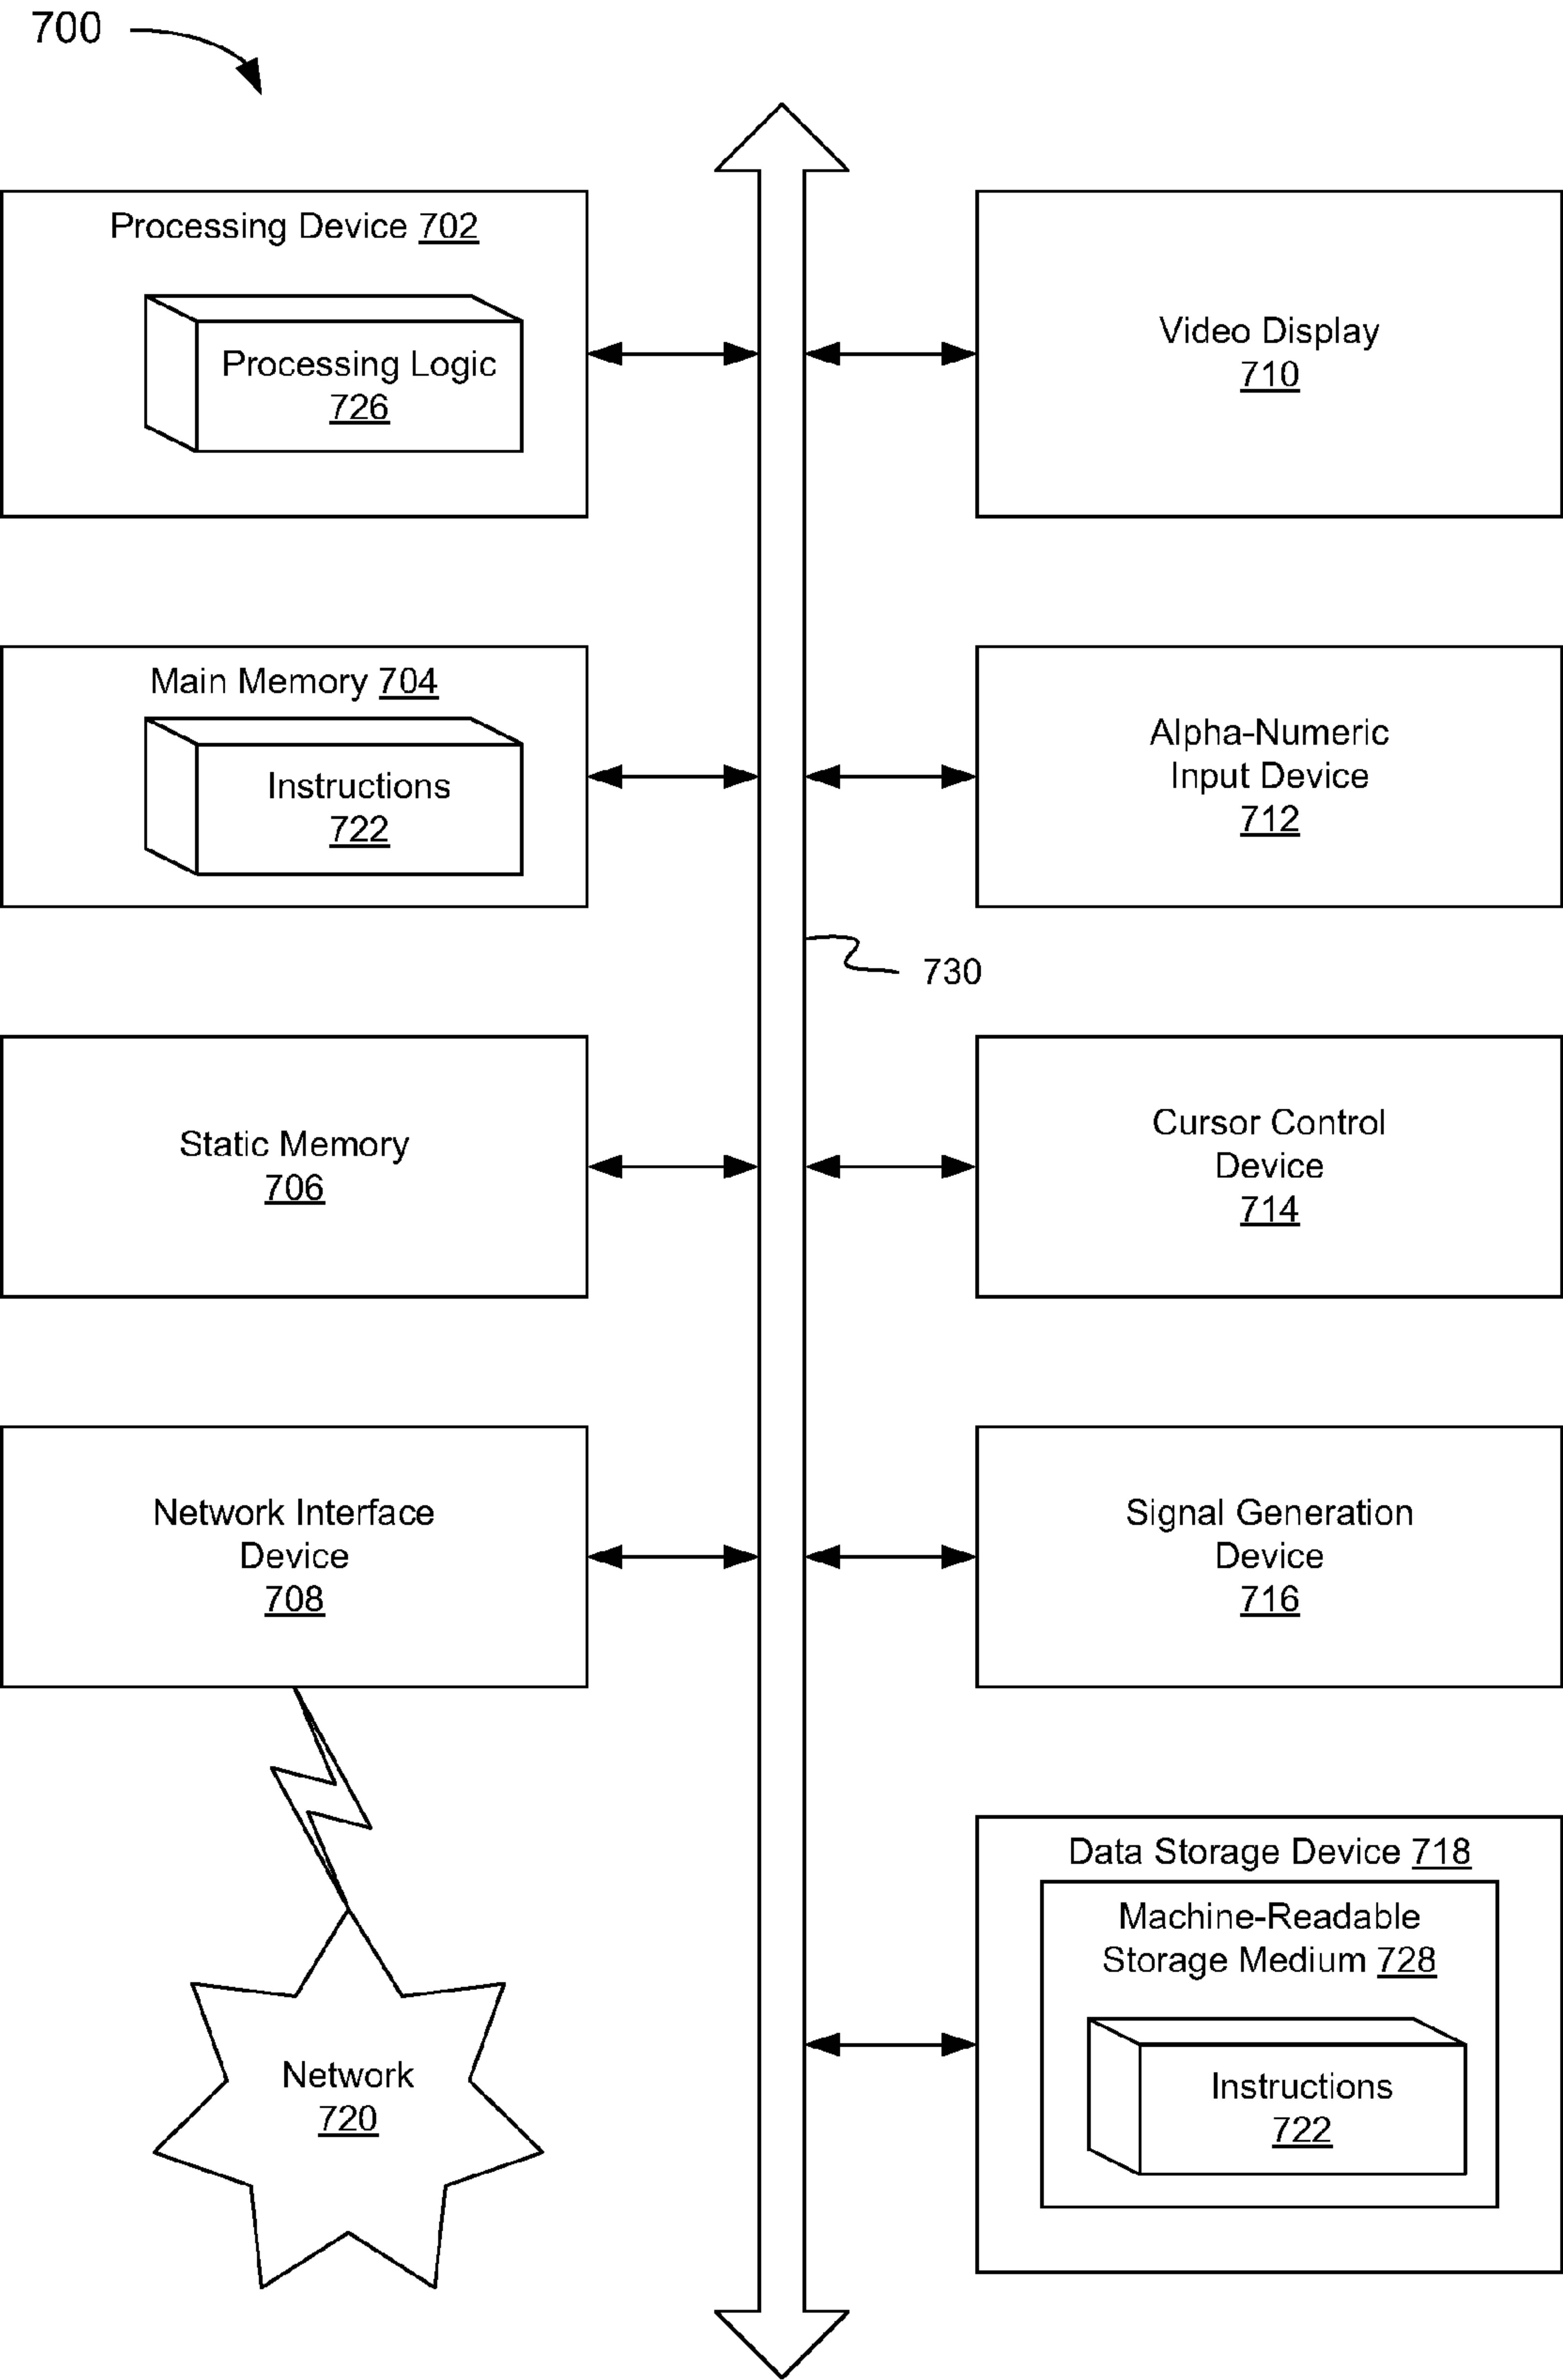 700
Processing Device 702
Processing Logic
726
Main Memory 704
Instructions
722
Static Memory
706
Network Interface
Device
708
Network
720
730
Video Display
710
Alpha-Numeric
Input Device
712
Cursor Control
Device
714
Signal Generation
Device
716
Data Storage Device 718
Machine-Readable
Storage Medium 728
Instructions
722